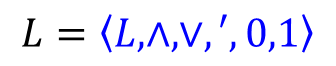 L = ⟨L,∧,∨,′, 0,1⟩